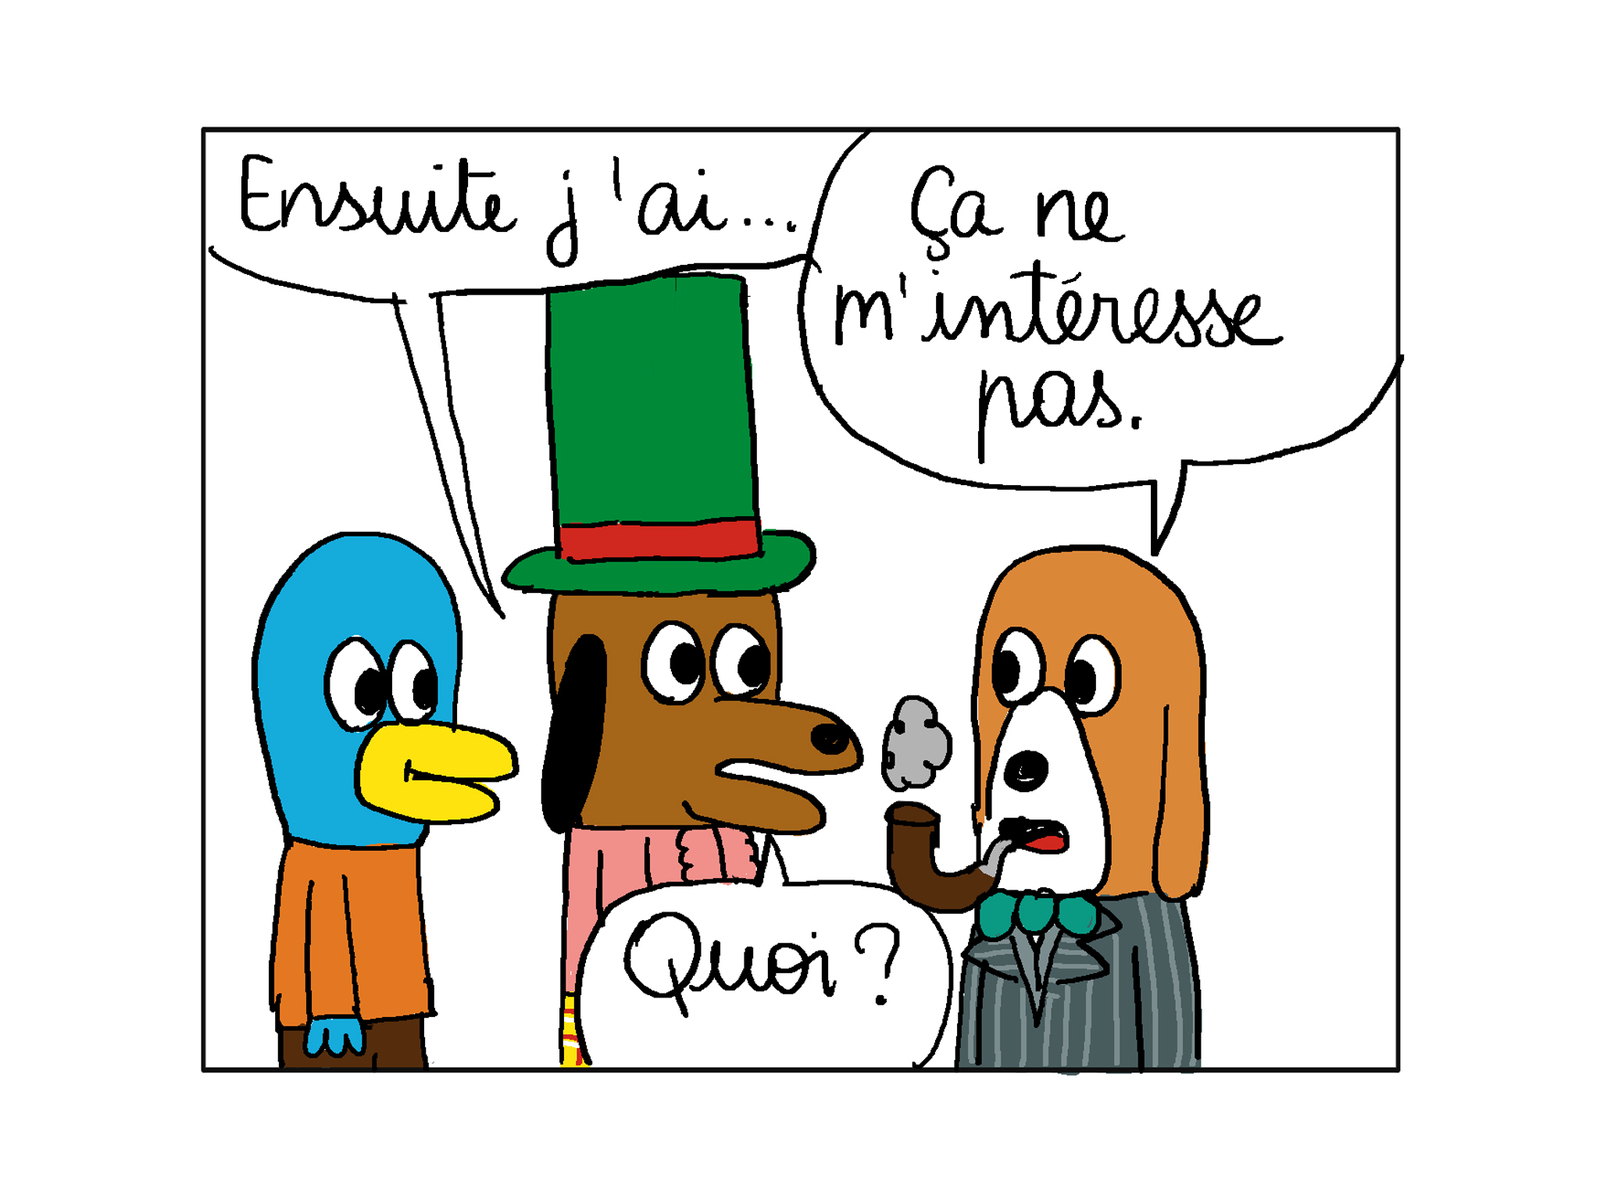 Ensuite j'ai...
Ça ne
m'intéresse
pas.
Quoi ?